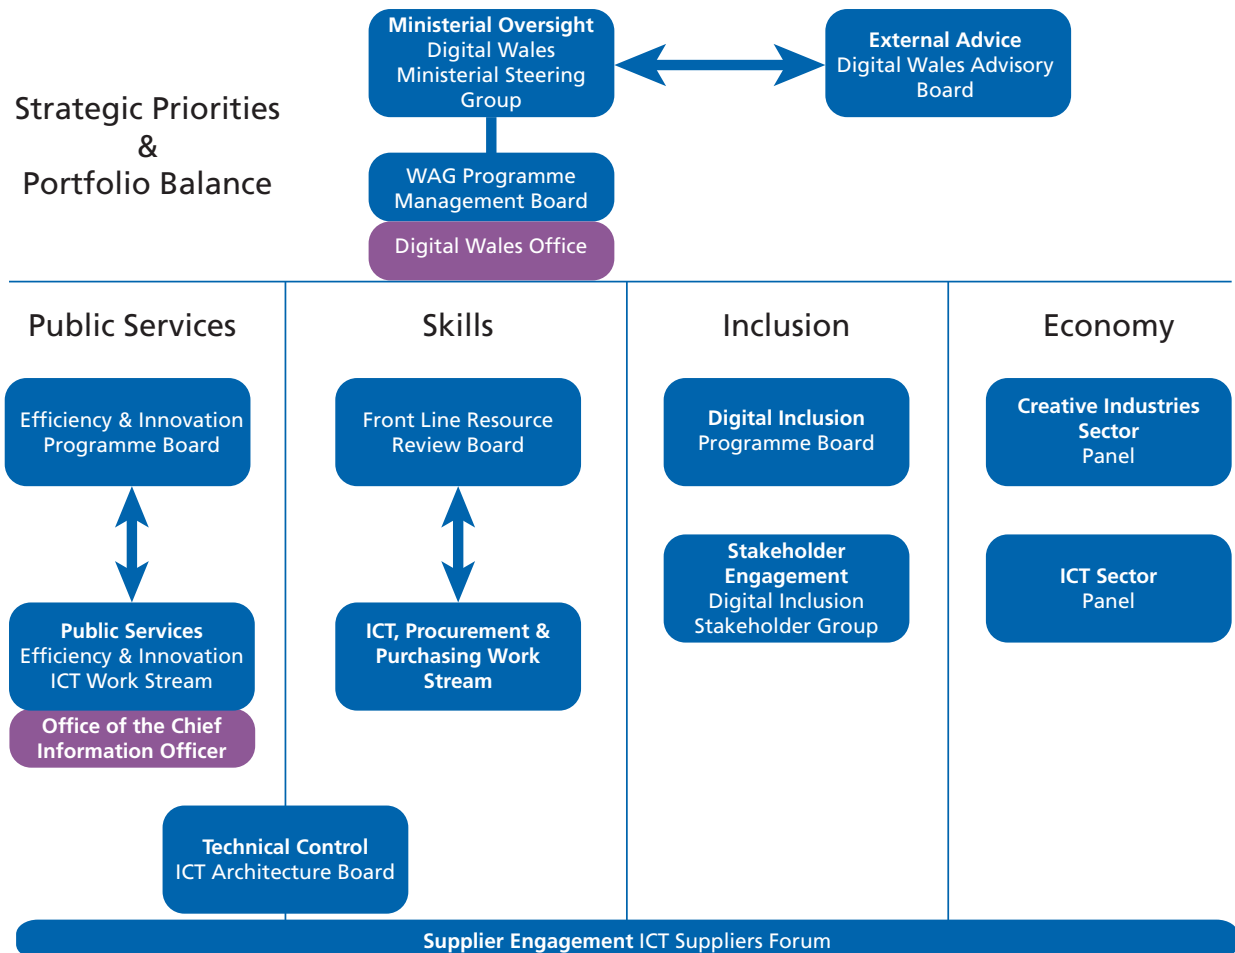 Ministerial Oversight
Digital Wales
Ministerial Steering
Group
External Advice
Digital Wales Advisory
Board
Strategic Priorities
&
Portfolio Balance
WAG Programme
Management Board
Digital Wales Office
Public Services
Skills
Inclusion
Economy
Efficiency & Innovation
Programme Board
Front Line Resource
Review Board
Digital Inclusion
Programme Board
Creative Industries
Sector
Panel
Stakeholder
Engagement
Digital Inclusion
Stakeholder Group
ICT Sector
Panel
Public Services
Efficiency & Innovation
ICT Work Stream
ICT, Procurement &
Purchasing Work
Stream
Office of the Chief
Information Officer
Technical Control
ICT Architecture Board
Supplier Engagement ICT Suppliers Forum